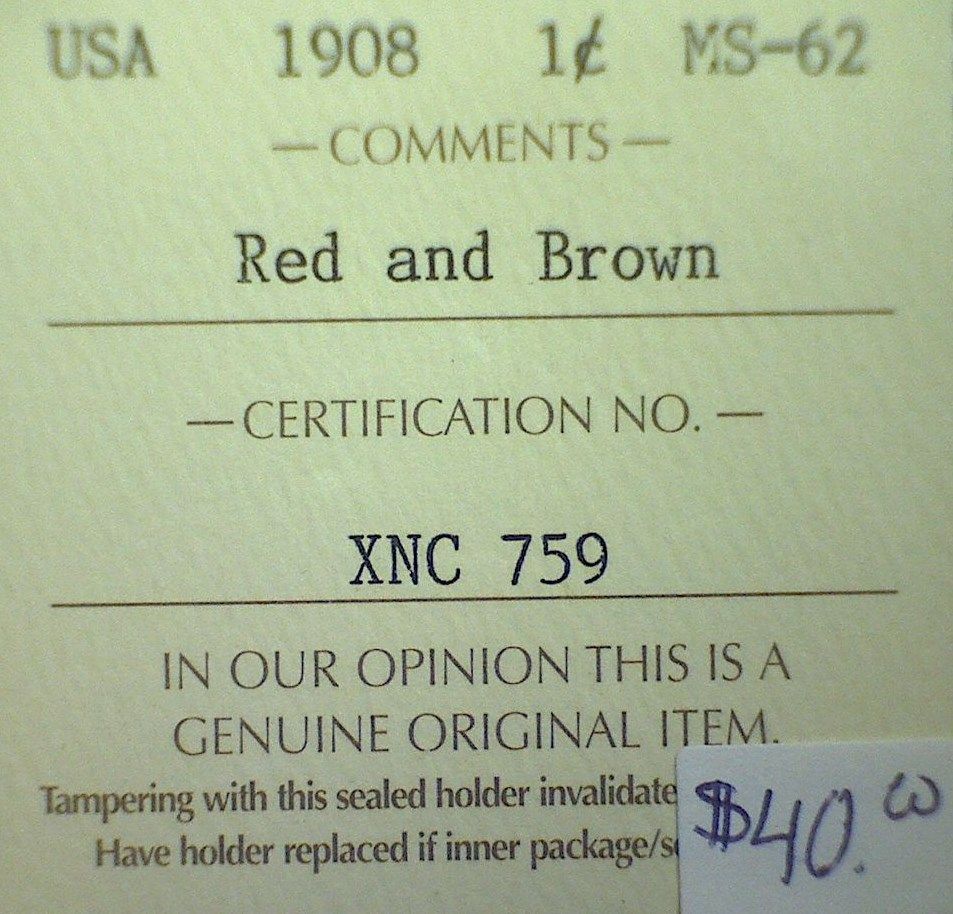 USA 1908 1¢ MS-62
— COMMENTS —
Red and Brown
— CERTIFICATION NO. —
XNC 759
IN OUR OPINION THIS IS A
GENUINE ORIGINAL ITEM.
Tampering with this sealed holder invalidate
Have holder replaced if inner package/s
$40.00